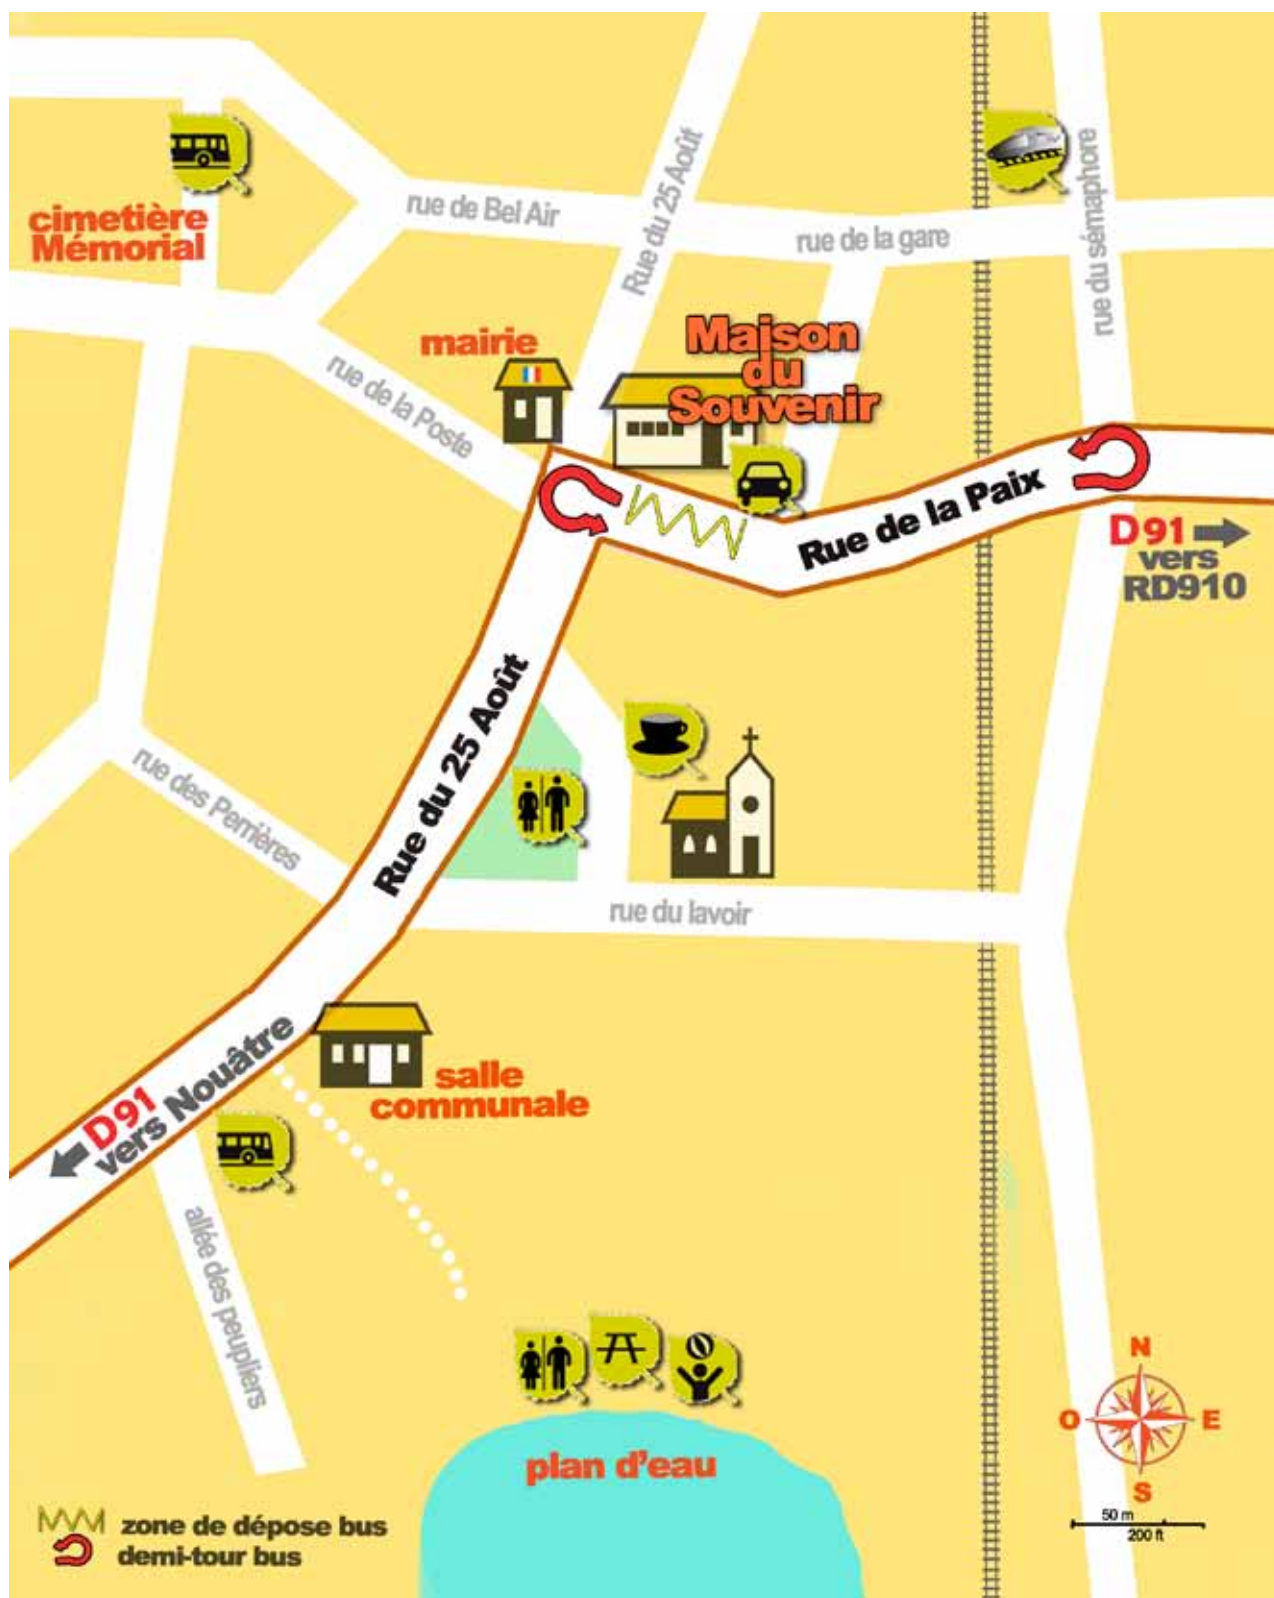 rue du sémaphore
Rue du 25 Août
rue de Bel Air
cimetière
Mémorial
rue de la gare
mairie
Maison
du
Souvenir
rue de la Poste
Rue de la Paix
D91
vers
RD910
Rue du 25 Août
rue des Perrières
rue du lavoir
D91
vers Nouâtre
salle
communale
allée des peupliers
N
O
E
S
plan d'eau
50 m
200 ft
zone de dépose bus
demi-tour bus